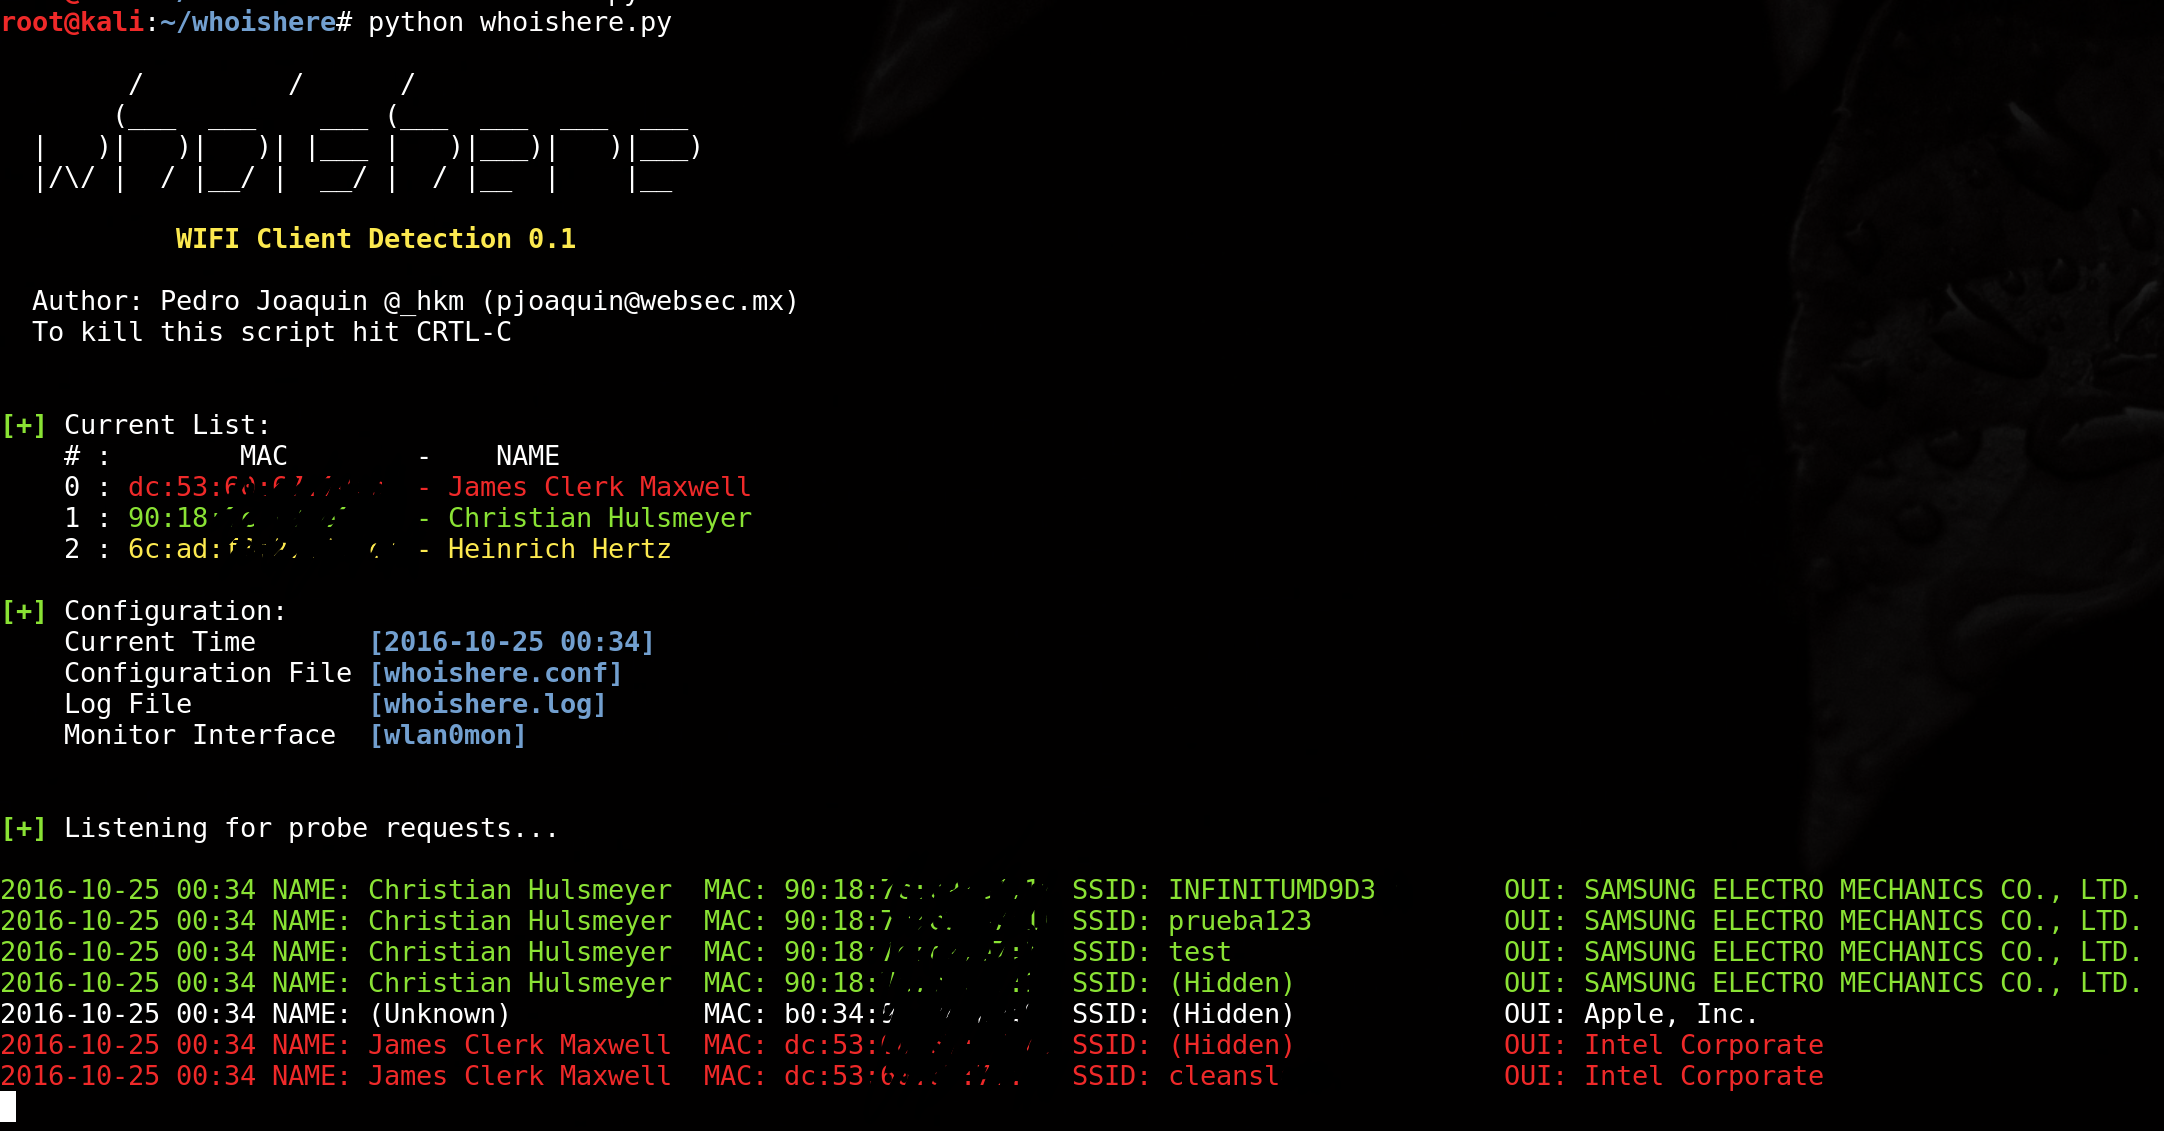 root@kali:~/whoishere# python whoishere.py
WIFI Client Detection 0.1
Author: Pedro Joaquin @_hkm (pjoaquin@websec.mx)
To kill this script hit CRTL-C
[+] Current List:
# : MAC - NAME
0 : dc:53: - James Clerk Maxwell
1 : 90:18: - Christian Hulsmeyer
2 : 6c:ad: - Heinrich Hertz
[+] Configuration:
Current Time [2016-10-25 00:34]
Configuration File [whoishere.conf]
Log File [whoishere.log]
Monitor Interface [wlan0mon]
[+] Listening for probe requests...
2016-10-25 00:34 NAME: Christian Hulsmeyer MAC: 90:18: SSID: INFINITUMD9D3 OUI: SAMSUNG ELECTRO MECHANICS CO., LTD.
2016-10-25 00:34 NAME: Christian Hulsmeyer MAC: 90:18: SSID: prueba123 OUI: SAMSUNG ELECTRO MECHANICS CO., LTD.
2016-10-25 00:34 NAME: Christian Hulsmeyer MAC: 90:18: SSID: test OUI: SAMSUNG ELECTRO MECHANICS CO., LTD.
2016-10-25 00:34 NAME: Christian Hulsmeyer MAC: 90:18: SSID: (Hidden) OUI: SAMSUNG ELECTRO MECHANICS CO., LTD.
2016-10-25 00:34 NAME: (Unknown) MAC: b0:34: SSID: (Hidden) OUI: Apple, Inc.
2016-10-25 00:34 NAME: James Clerk Maxwell MAC: dc:53: SSID: (Hidden) OUI: Intel Corporate
2016-10-25 00:34 NAME: James Clerk Maxwell MAC: dc:53: SSID: cleansl OUI: Intel Corporate